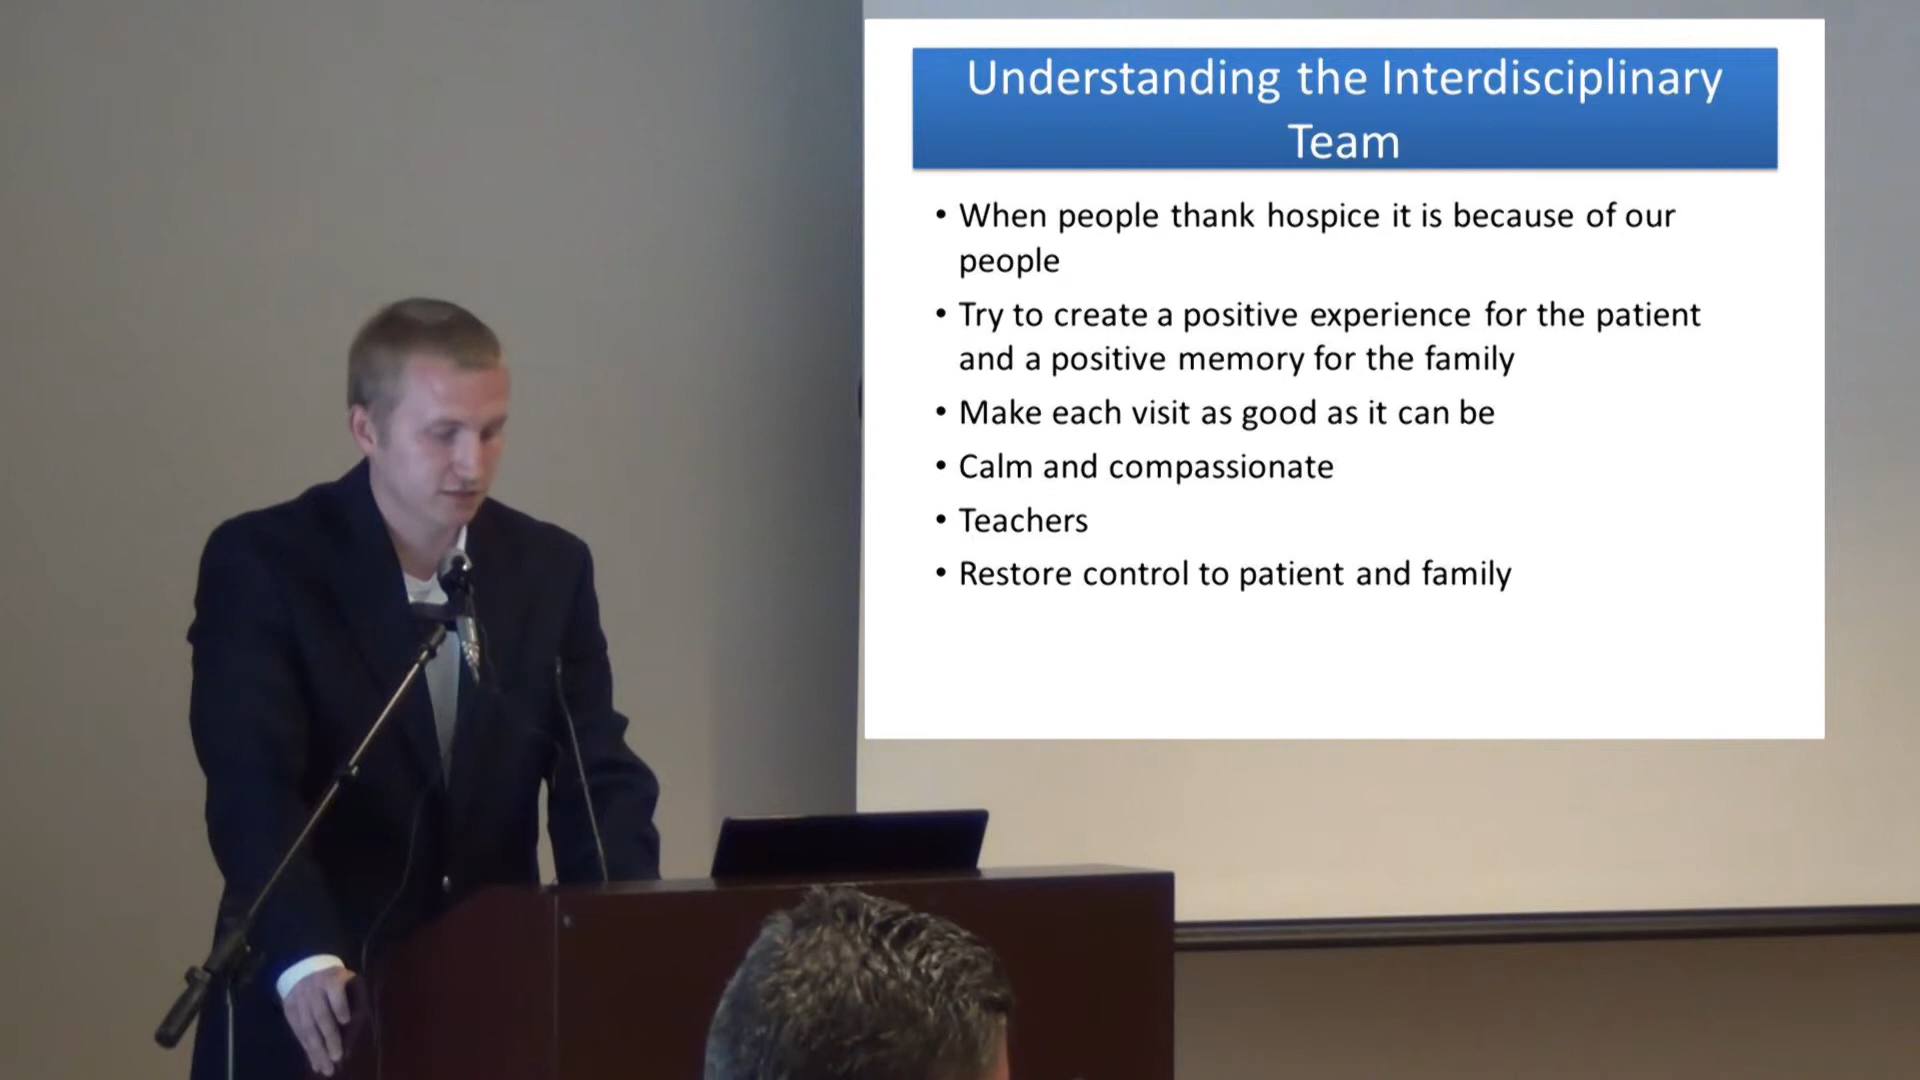 Understanding the Interdisciplinary
Team
• When people thank hospice it is because of our
people
• Try to create a positive experience for the patient
and a positive memory for the family
• Make each visit as good as it can be
• Calm and compassionate
• Teachers
• Restore control to patient and family